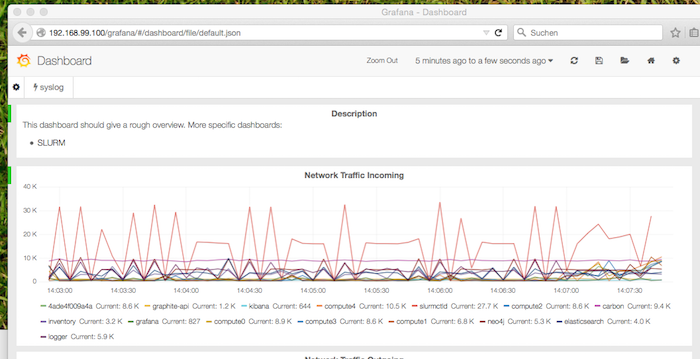 Grafana - Dashboard
192.168.99.100/grafana/#/dashboard/file/default.json
Suchen
Dashboard
Zoom Out
5 minutes ago to a few seconds ago
syslog
Description
This dashboard should give a rough overview. More specific dashboards:
SLURM
Network Traffic Incoming
40 K
30 K
20 K
10 K
0
14:03:00 14:03:30 14:04:00 14:04:30 14:05:00 14:05:30 14:06:00 14:06:30 14:07:00 14:07:30
4ade4f009a4a Current: 8.6 K graphite-api Current: 1.2 K kibana Current: 644 compute4 Current: 10.5 K slurmctld Current: 27.7 K compute2 Current: 8.6 K carbon Current: 9.4 K
inventory Current: 3.2 K grafana Current: 827 compute0 Current: 8.9 K compute3 Current: 8.6 K compute1 Current: 6.8 K neo4j Current: 5.3 K elasticsearch Current: 4.0 K
logger Current: 5.9 K
Network Traffic Outgoing